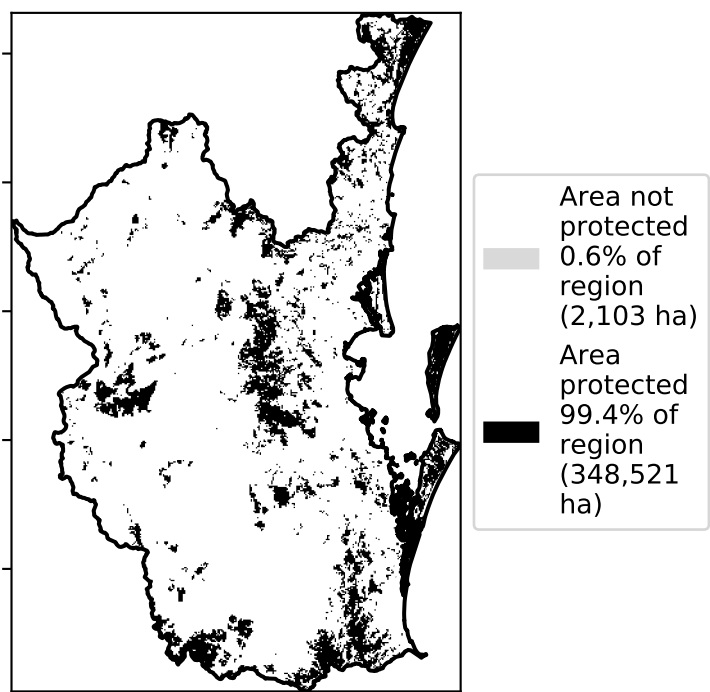 Area not
protected
0.6% of
region
(2,103 ha)
Area
protected
99.4% of
region
(348,521
ha)